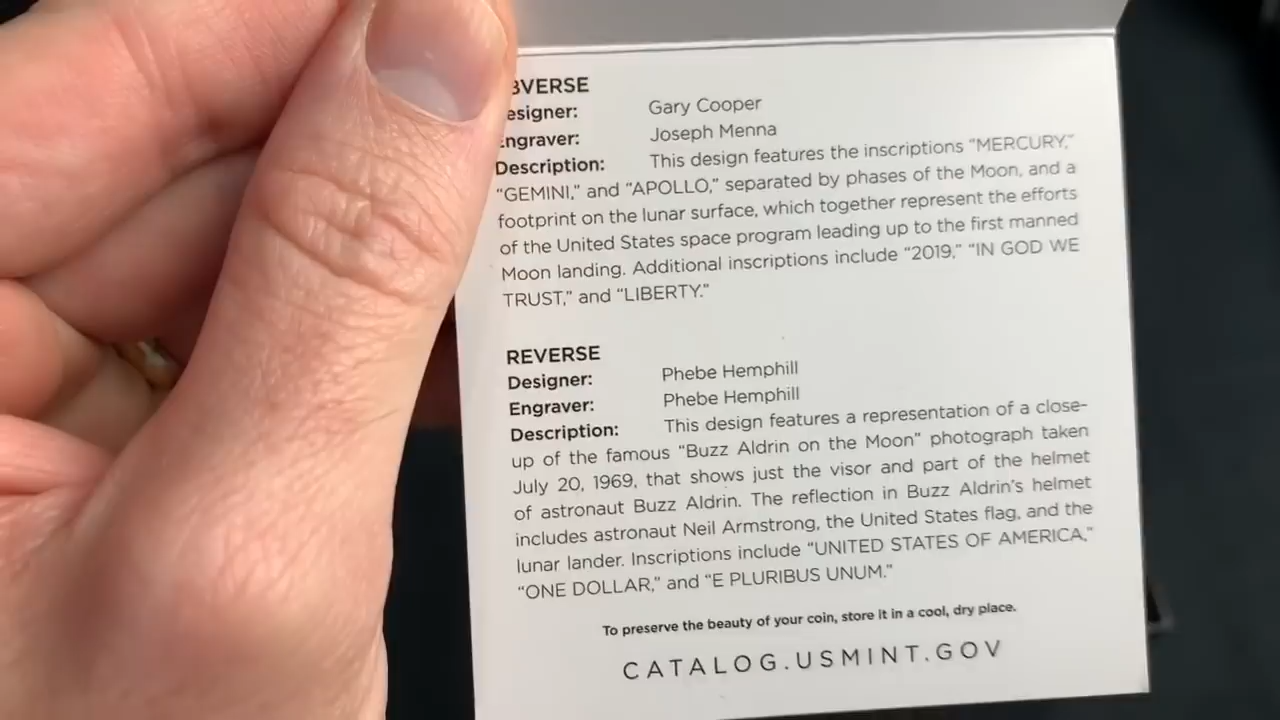 BVERSE
esigner: Gary Cooper
ngraver: Joseph Menna
Description: This design features the inscriptions “MERCURY,”
“GEMINI,” and “APOLLO,” separated by phases of the Moon, and a
footprint on the lunar surface, which together represent the efforts
of the United States space program leading up to the first manned
Moon landing. Additional inscriptions include “2019,” “IN GOD WE
TRUST,” and “LIBERTY.”
REVERSE
Designer: Phebe Hemphill
Engraver: Phebe Hemphill
Description: This design features a representation of a close-
up of the famous “Buzz Aldrin on the Moon” photograph taken
July 20, 1969, that shows just the visor and part of the helmet
of astronaut Buzz Aldrin. The reflection in Buzz Aldrin’s helmet
includes astronaut Neil Armstrong, the United States flag, and the
lunar lander. Inscriptions include “UNITED STATES OF AMERICA,”
“ONE DOLLAR,” and “E PLURIBUS UNUM.”
To preserve the beauty of your coin, store it in a cool, dry place.
CATALOG.USMINT.GOV